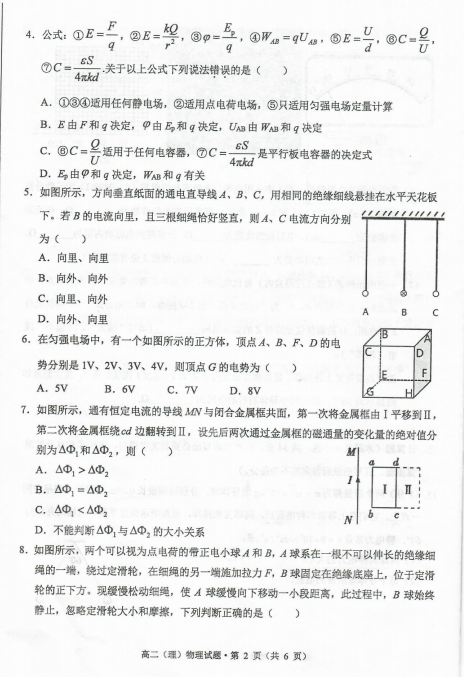 4. 公式:①E=F/q,②E=kQ/r²,③φ=E_p/q,④W_AB=qU_AB,⑤E=U/d,⑥C=Q/U,
⑦C=εS/4πkd.关于以上公式下列说法错误的是( )
A.①③④适用任何静电场,②适用点电荷电场,⑤只适用匀强电场定量计算
B.E由F和q决定,φ由E_p和q决定,U_AB由W_AB和q决定
C.⑥C=Q/U适用于任何电容器,⑦C=εS/4πkd是平行板电容器的决定式
D.E_p由φ和q决定,W_AB和q有关
5. 如图所示,方向垂直纸面的通电直导线A、B、C,用相同的绝缘细线悬挂在水平天花板
下。若B的电流向里,且三根细绳恰好竖直,则A、C电流方向分别
为( )
A.向里、向里
B.向外、向外
C.向里、向外
D.向外、向里
A B C
6. 在匀强电场中,有一个如图所示的正方体,顶点A、B、F、D的电
势分别是1V、2V、3V、4V,则顶点G的电势为( )
A.5V B.6V C.7V D.8V
B A
C D
E F
G H
7. 如图所示,通有恒定电流的导线MN与闭合金属框共面,第一次将金属框由Ⅰ平移到Ⅱ,
第二次将金属框绕cd边翻转到Ⅱ,设先后两次通过金属框的磁通量的变化量的绝对值分
别为ΔΦ₁和ΔΦ₂,则( )
A.ΔΦ₁>ΔΦ₂
B.ΔΦ₁=ΔΦ₂
C.ΔΦ₁<ΔΦ₂
D.不能判断ΔΦ₁与ΔΦ₂的大小关系
M a d
I Ⅰ Ⅱ
N b c
8. 如图所示,两个可以视为点电荷的带正电小球A和B,A球系在一根不可以伸长的绝缘细
绳的一端,绕过定滑轮,在细绳的另一端施加拉力F,B球固定在绝缘底座上,位于定滑
轮的正下方。现缓慢松动细绳,使A球缓慢向下移动一小段距离,此过程中,B球始终
静止,忽略定滑轮大小和摩擦,下列判断正确的是( )
高二(理)物理试题·第 2 页(共 6 页)